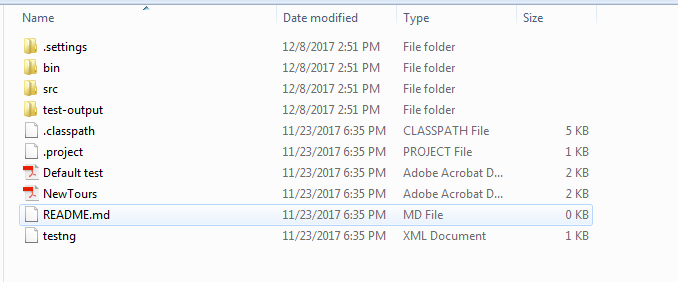 Name Date modified Type Size
.settings 12/8/2017 2:51 PM File folder
bin 12/8/2017 2:51 PM File folder
src 12/8/2017 2:51 PM File folder
test-output 12/8/2017 2:51 PM File folder
.classpath 11/23/2017 6:35 PM CLASSPATH File 5 KB
.project 11/23/2017 6:35 PM PROJECT File 1 KB
Default test 11/23/2017 6:35 PM Adobe Acrobat D... 2 KB
NewTours 11/23/2017 6:35 PM Adobe Acrobat D... 2 KB
README.md 11/23/2017 6:35 PM MD File 0 KB
testng 11/23/2017 6:35 PM XML Document 1 KB